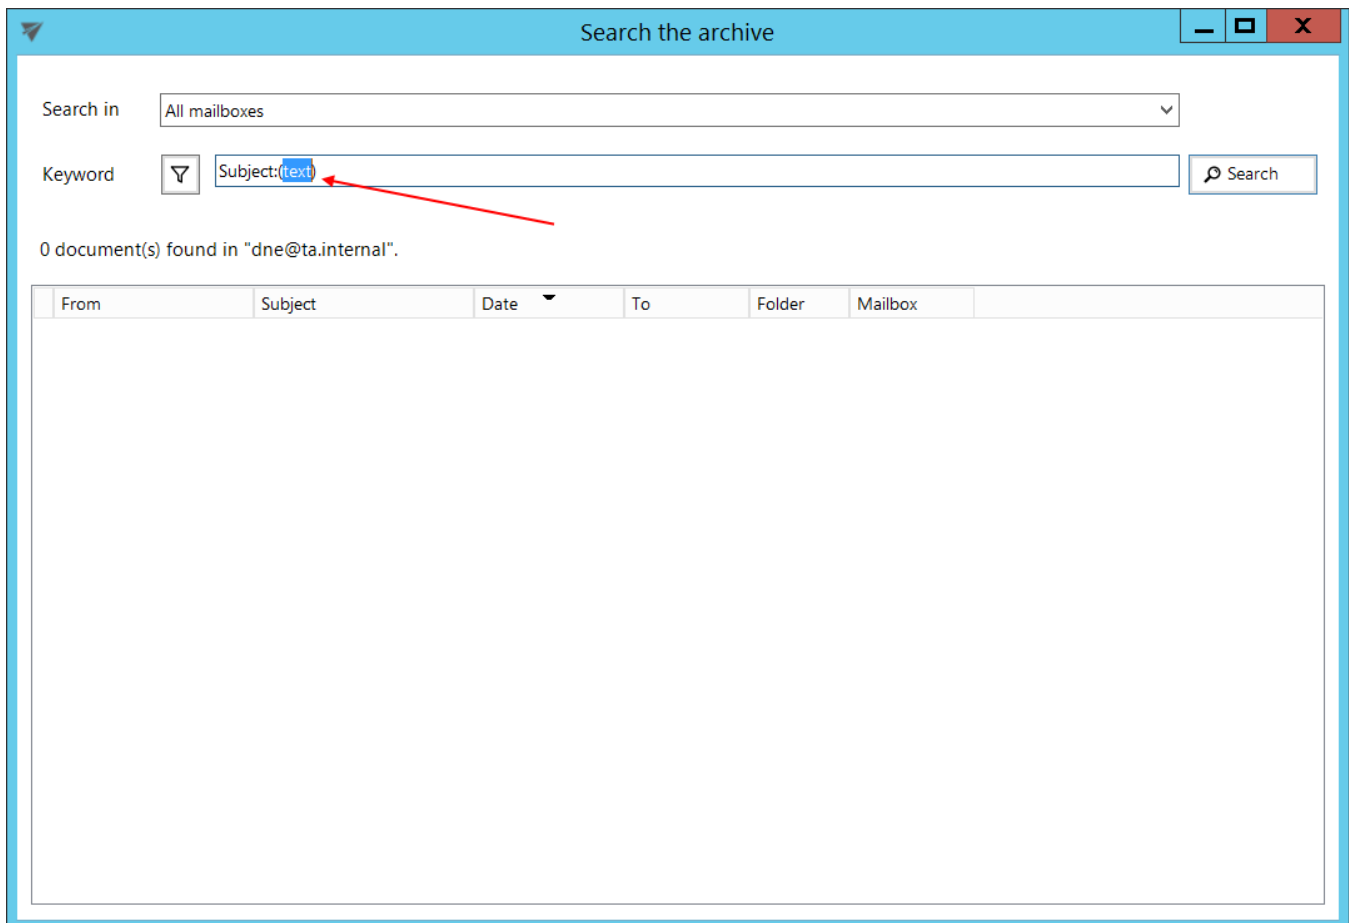 Search the archive
Search in All mailboxes
Keyword Subject:(text) Search
0 document(s) found in "dne@ta.internal".
From Subject Date To Folder Mailbox